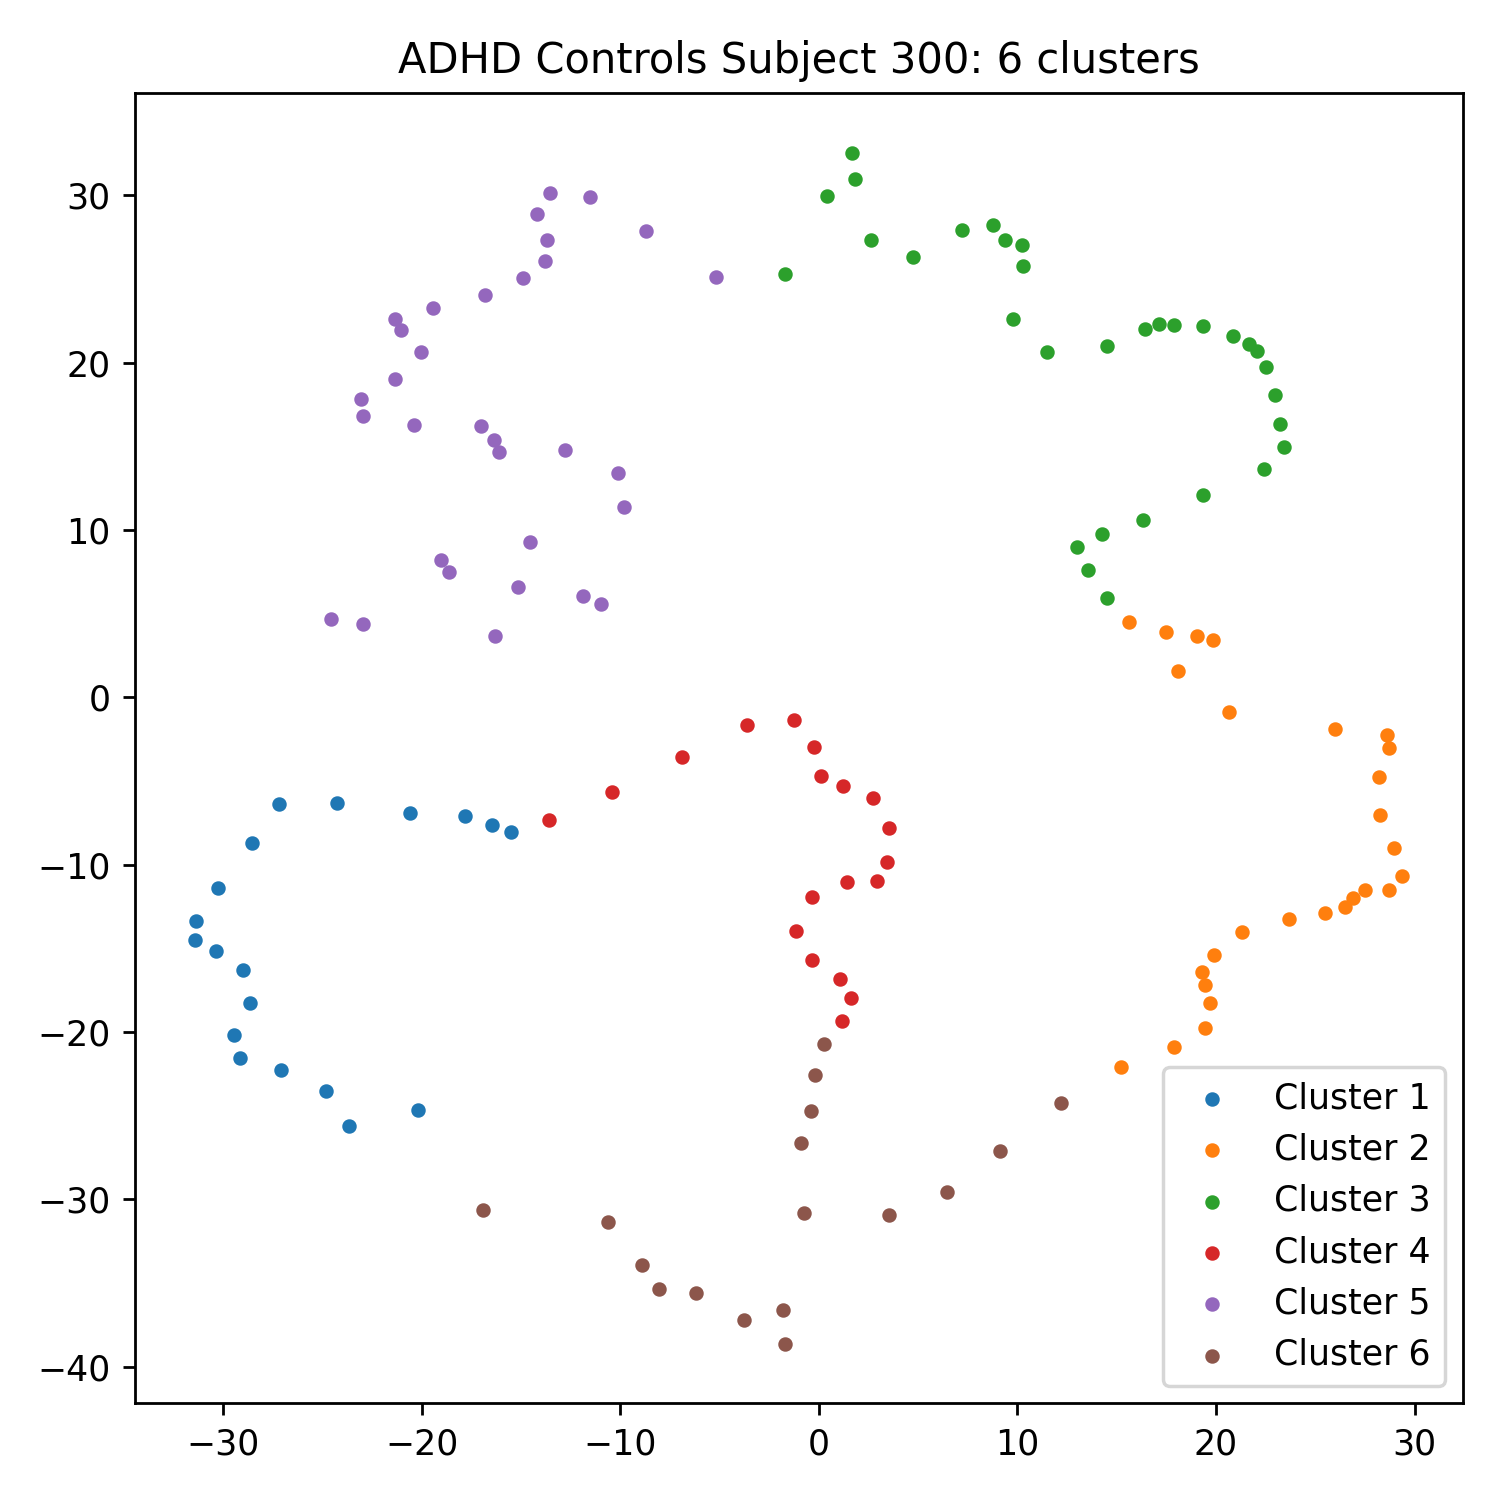 ADHD Controls Subject 300: 6 clusters
30
20
10
0
−10
−20
−30
−40
−30 −20 −10 0 10 20 30
Cluster 1
Cluster 2
Cluster 3
Cluster 4
Cluster 5
Cluster 6